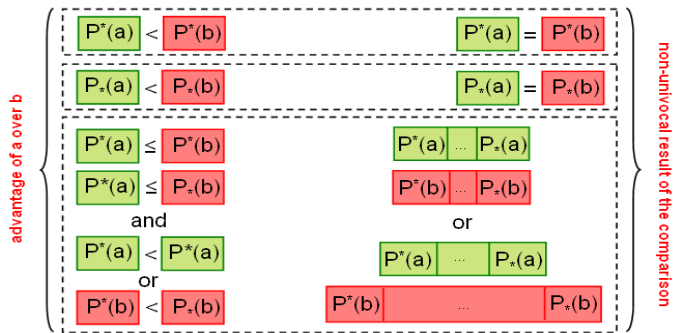 advantage of a over b
P*(a) < P*(b) P*(a) = P*(b)
P₍*₎(a) < P₍*₎(b) P₍*₎(a) = P₍*₎(b)
P*(a) ≤ P*(b) P*(a) ... P₍*₎(a)
P*(a) ≤ P₍*₎(b) P*(b) ... P₍*₎(b)
and or
P*(a) < P*(a) P*(a) ... P₍*₎(a)
or
P*(b) < P₍*₎(b) P*(b) ... P₍*₎(b)
non-univocal result of the comparison